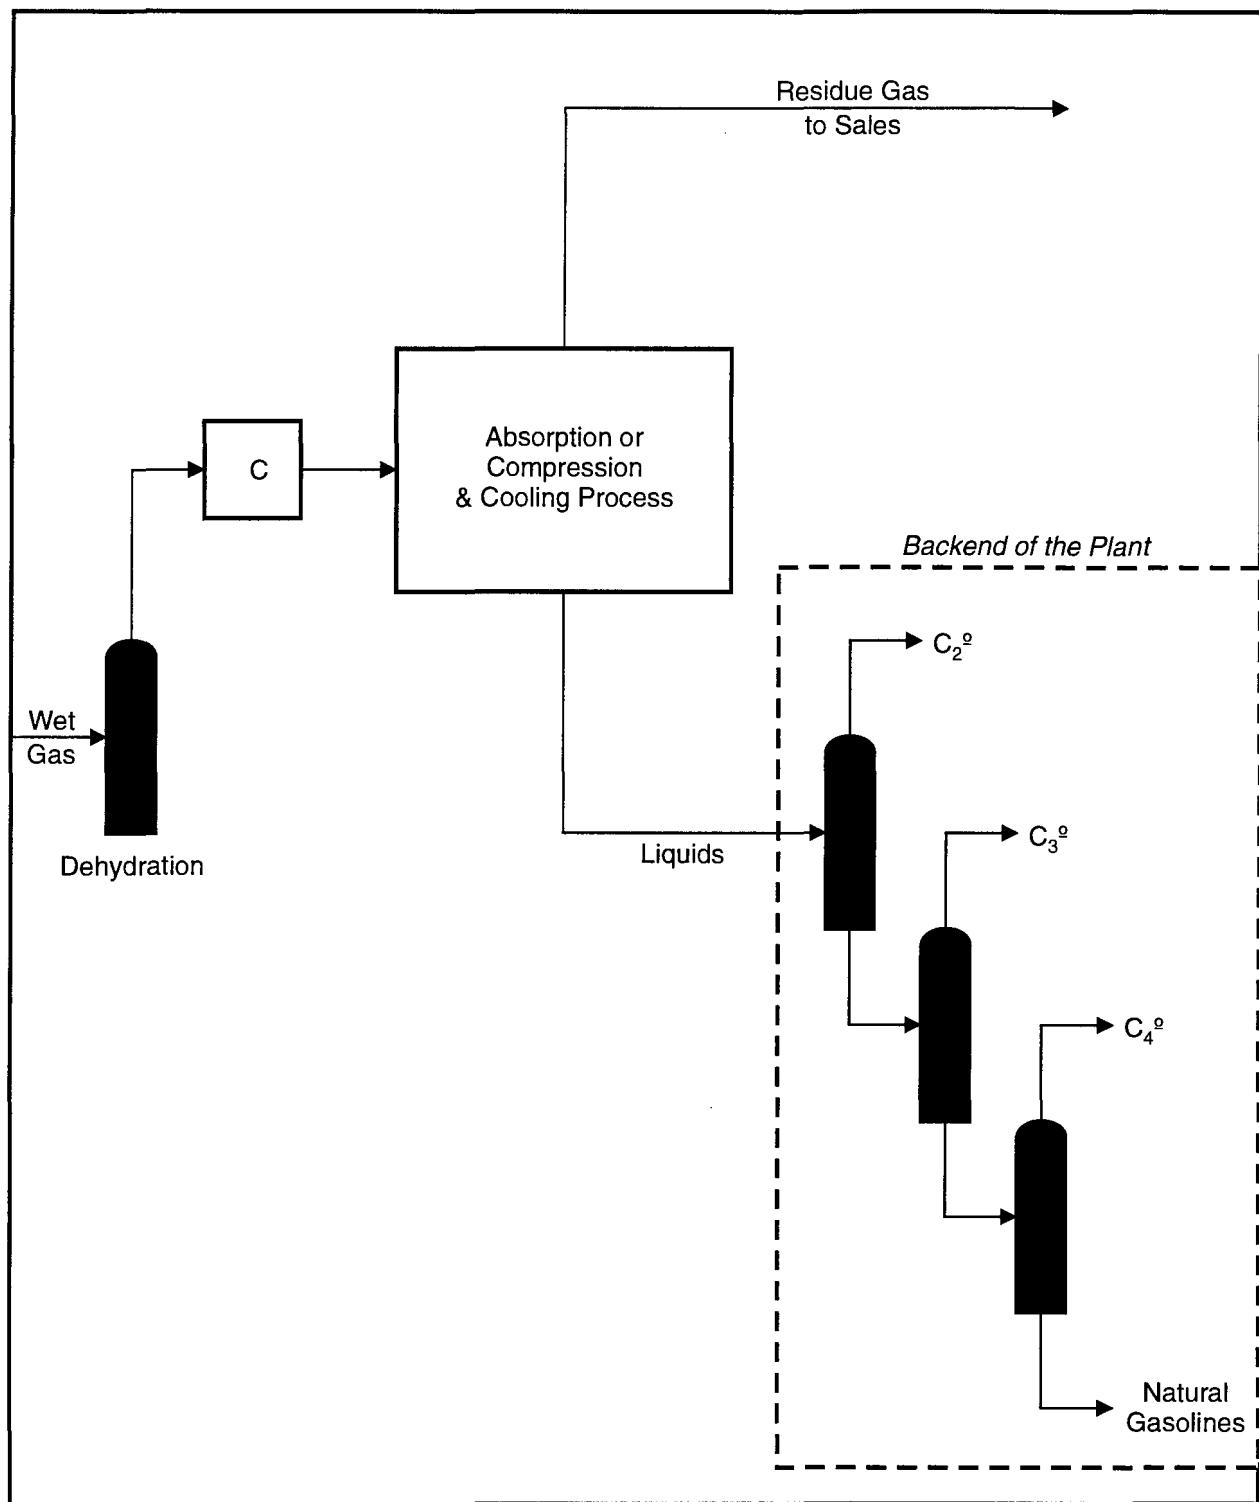 Residue Gas
to Sales
Absorption or
Compression
& Cooling Process
C
Backend of the Plant
C₂º
Wet
Gas
C₃º
Liquids
Dehydration
C₄º
Natural
Gasolines